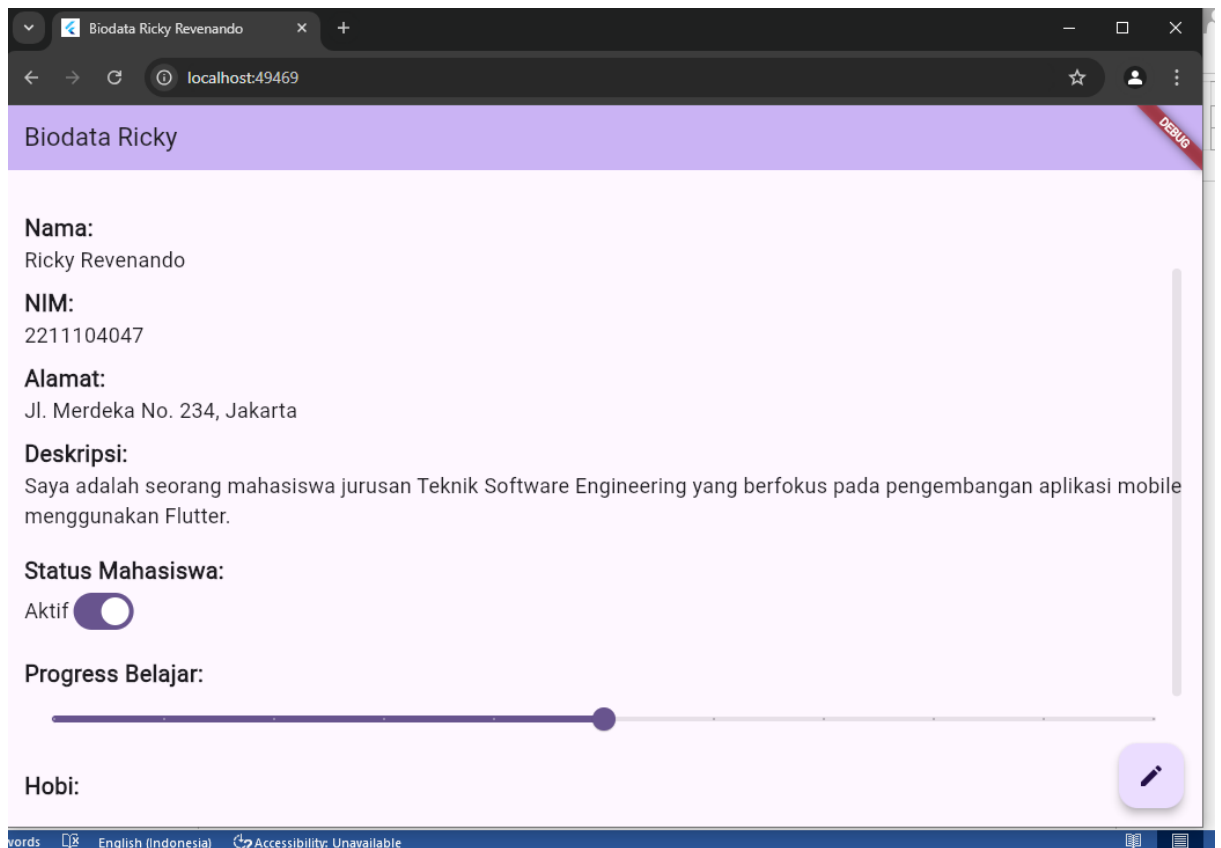 Biodata Ricky Revenando
localhost:49469
Biodata Ricky
DEBUG
Nama:
Ricky Revenando
NIM:
2211104047
Alamat:
Jl. Merdeka No. 234, Jakarta
Deskripsi:
Saya adalah seorang mahasiswa jurusan Teknik Software Engineering yang berfokus pada pengembangan aplikasi mobile
menggunakan Flutter.
Status Mahasiswa:
Aktif
Progress Belajar:
Hobi:
English (Indonesia) Accessibility: Unavailable